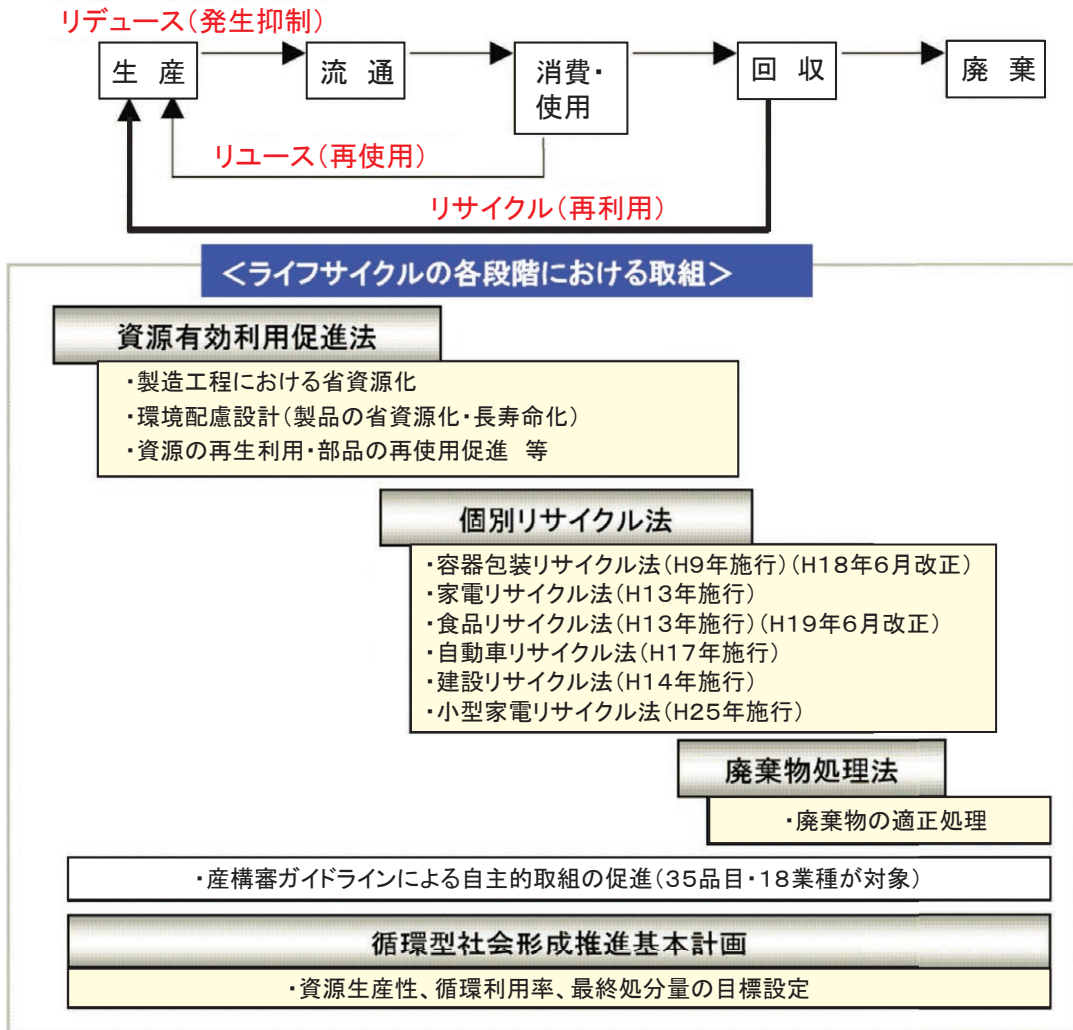 リデュース(発生抑制)
生 産
流 通
消費・
使用
回 収
廃 棄
リユース(再使用)
リサイクル(再利用)
<ライフサイクルの各段階における取組>
資源有効利用促進法
・製造工程における省資源化
・環境配慮設計(製品の省資源化・長寿命化)
・資源の再生利用・部品の再使用促進 等
個別リサイクル法
・容器包装リサイクル法(H9年施行)(H18年6月改正)
・家電リサイクル法(H13年施行)
・食品リサイクル法(H13年施行)(H19年6月改正)
・自動車リサイクル法(H17年施行)
・建設リサイクル法(H14年施行)
・小型家電リサイクル法(H25年施行)
廃棄物処理法
・廃棄物の適正処理
・産構審ガイドラインによる自主的取組の促進(35品目・18業種が対象)
循環型社会形成推進基本計画
・資源生産性、循環利用率、最終処分量の目標設定